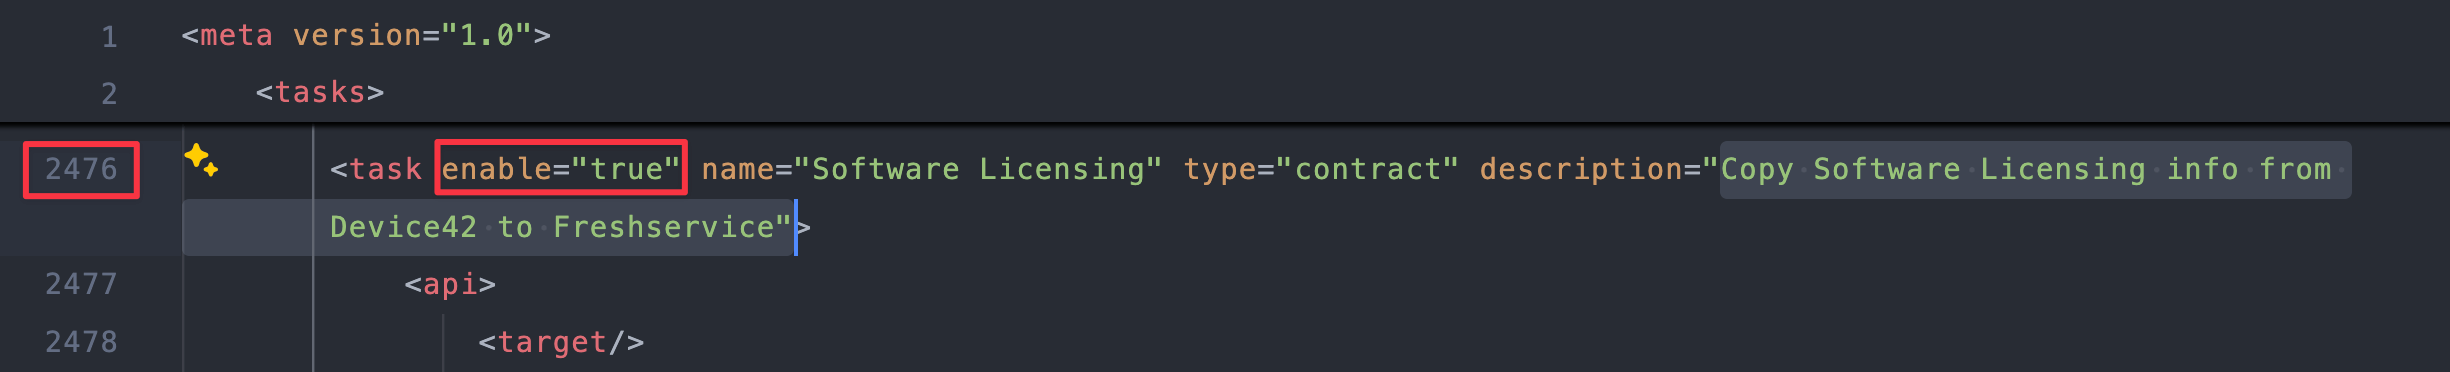 1 <meta version="1.0">
2 <tasks>
2476 <task enable="true" name="Software Licensing" type="contract" description="Copy Software Licensing info from
Device42 to Freshservice">
2477 <api>
2478 <target/>